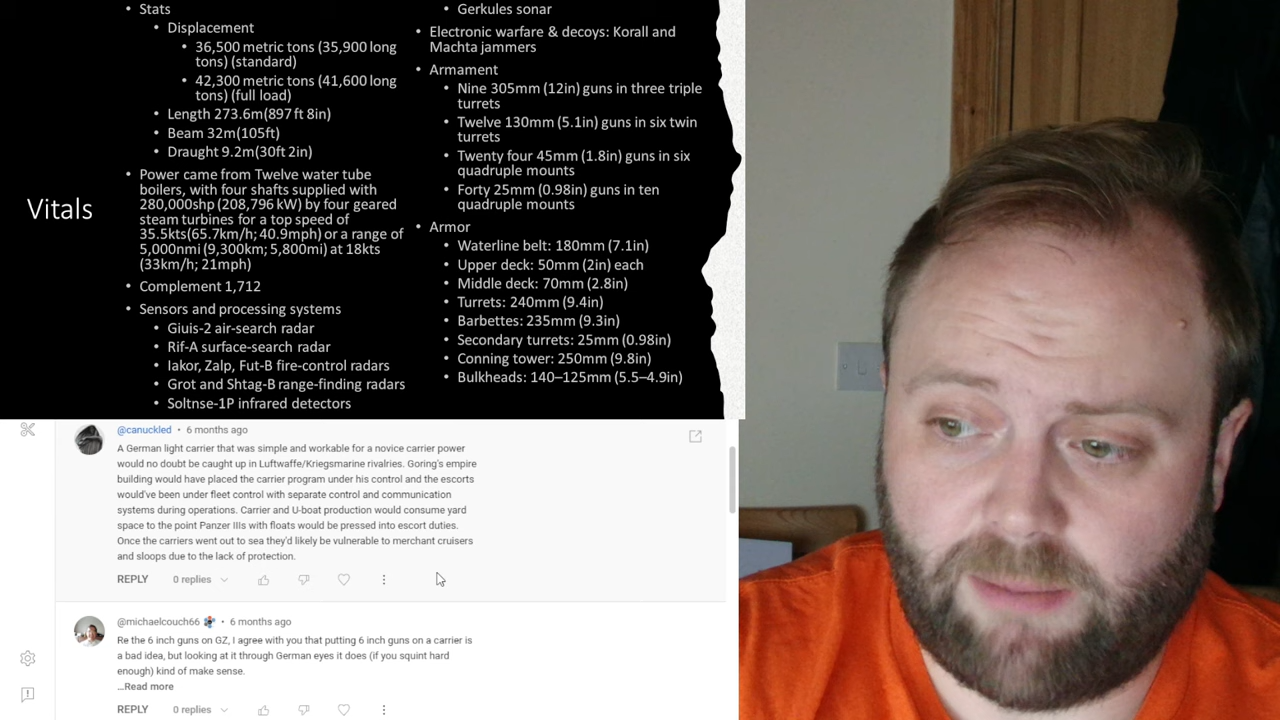 Vitals
• Stats
• Displacement
• 36,500 metric tons (35,900 long
tons) (standard)
• 42,300 metric tons (41,600 long
tons) (full load)
• Length 273.6m(897 ft 8in)
• Beam 32m(105ft)
• Draught 9.2m(30ft 2in)
• Power came from Twelve water tube
boilers, with four shafts supplied with
280,000shp (208,796 kW) by four geared
steam turbines for a top speed of
35.5kts(65.7km/h; 40.9mph) or a range of
5,000nmi (9,300km; 5,800mi) at 18kts
(33km/h; 21mph)
• Complement 1,712
• Sensors and processing systems
• Giuis-2 air-search radar
• Rif-A surface-search radar
• Iakor, Zalp, Fut-B fire-control radars
• Grot and Shtag-B range-finding radars
• Soltnse-1P infrared detectors
• Gerkules sonar
• Electronic warfare & decoys: Korall and
Machta jammers
• Armament
• Nine 305mm (12in) guns in three triple
turrets
• Twelve 130mm (5.1in) guns in six twin
turrets
• Twenty four 45mm (1.8in) guns in six
quadruple mounts
• Forty 25mm (0.98in) guns in ten
quadruple mounts
• Armor
• Waterline belt: 180mm (7.1in)
• Upper deck: 50mm (2in) each
• Middle deck: 70mm (2.8in)
• Turrets: 240mm (9.4in)
• Barbettes: 235mm (9.3in)
• Secondary turrets: 25mm (0.98in)
• Conning tower: 250mm (9.8in)
• Bulkheads: 140–125mm (5.5–4.9in)
@canuckled • 6 months ago
A German light carrier that was simple and workable for a novice carrier power
would no doubt be caught up in Luftwaffe/Kriegsmarine rivalries. Goring's empire
building would have placed the carrier program under his control and the escorts
would've been under fleet control with separate control and communication
systems during operations. Carrier and U-boat production would consume yard
space to the point Panzer IIIs with floats would be pressed into escort duties.
Once the carriers went out to sea they'd likely be vulnerable to merchant cruisers
and sloops due to the lack of protection.
REPLY 0 replies
@michaelcouch66 • 6 months ago
Re the 6 inch guns on GZ, I agree with you that putting 6 inch guns on a carrier is
a bad idea, but looking at it through German eyes it does (if you squint hard
enough) kind of make sense.
...Read more
REPLY 0 replies